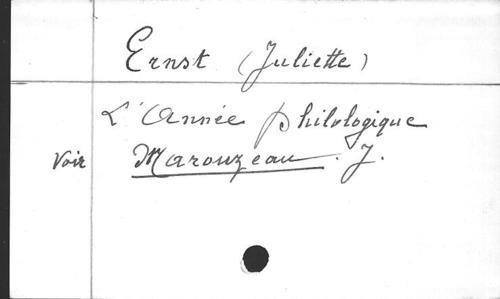 Ernst (Juliette)
L'Année philologique
Voir Marouzeau. J.